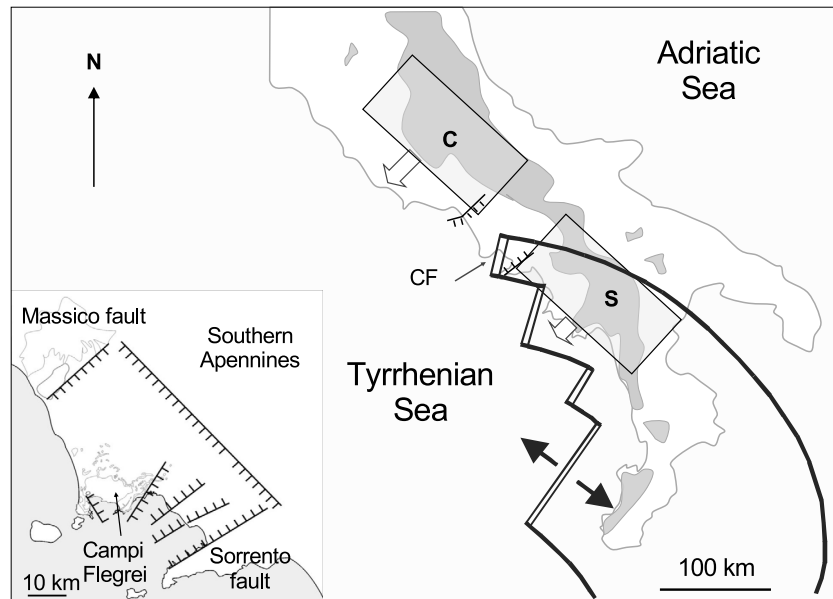 Adriatic
Sea
N
C
CF
S
Tyrrhenian
Sea
100 km
Massico fault
Southern
Apennines
Campi
Flegrei
Sorrento
fault
10 km